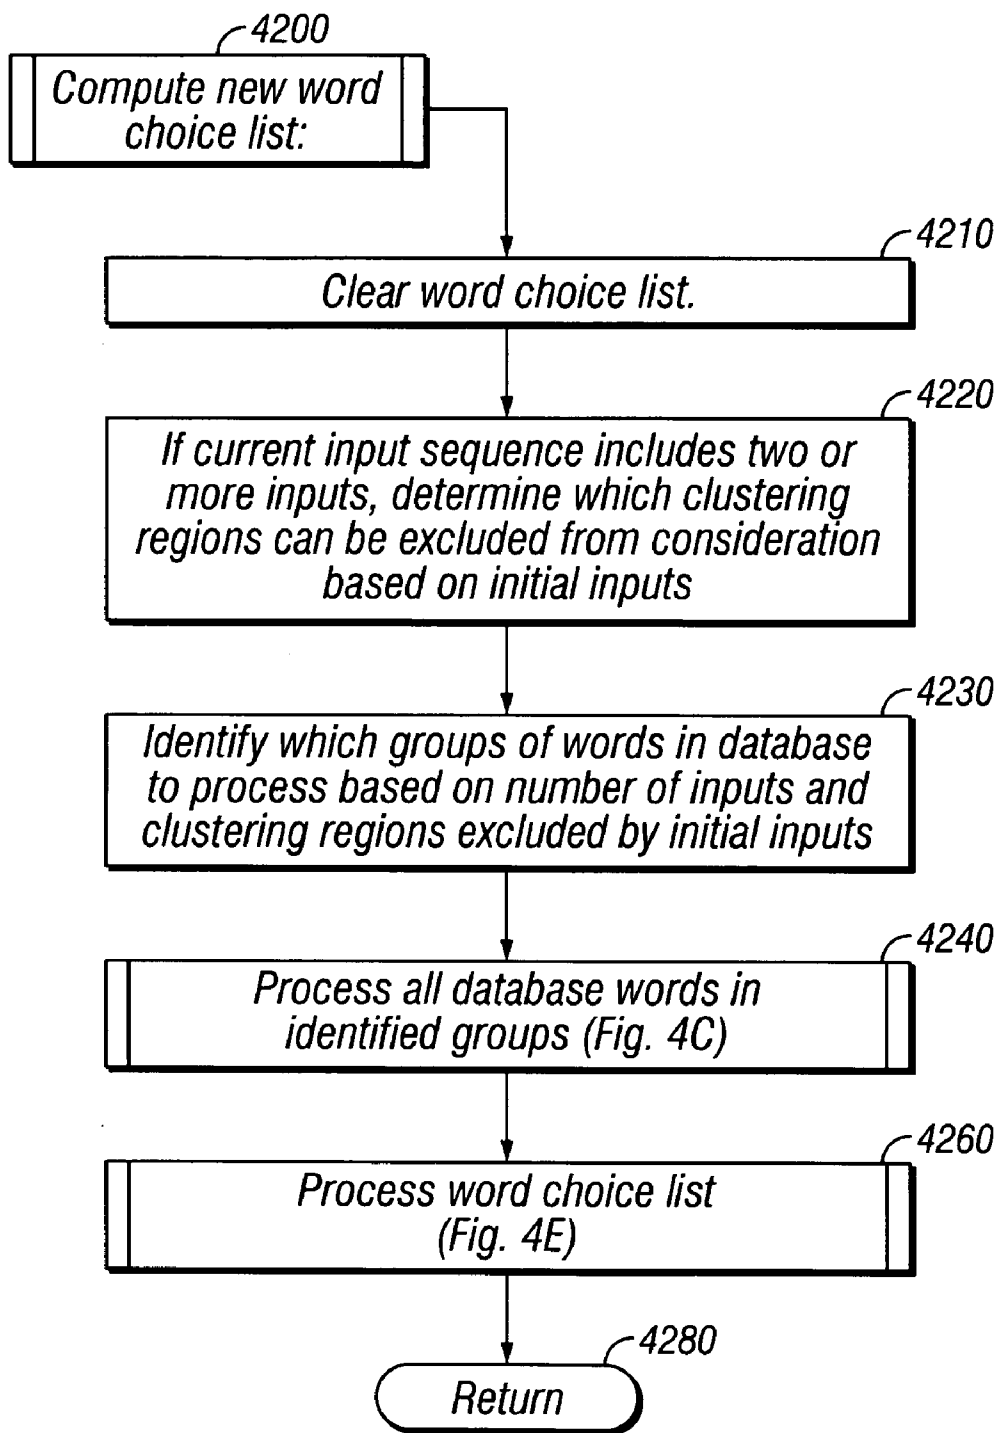 4200
Compute new word
choice list:
4210
Clear word choice list.
4220
If current input sequence includes two or
more inputs, determine which clustering
regions can be excluded from consideration
based on initial inputs
4230
Identify which groups of words in database
to process based on number of inputs and
clustering regions excluded by initial inputs
4240
Process all database words in
identified groups (Fig. 4C)
4260
Process word choice list
(Fig. 4E)
4280
Return